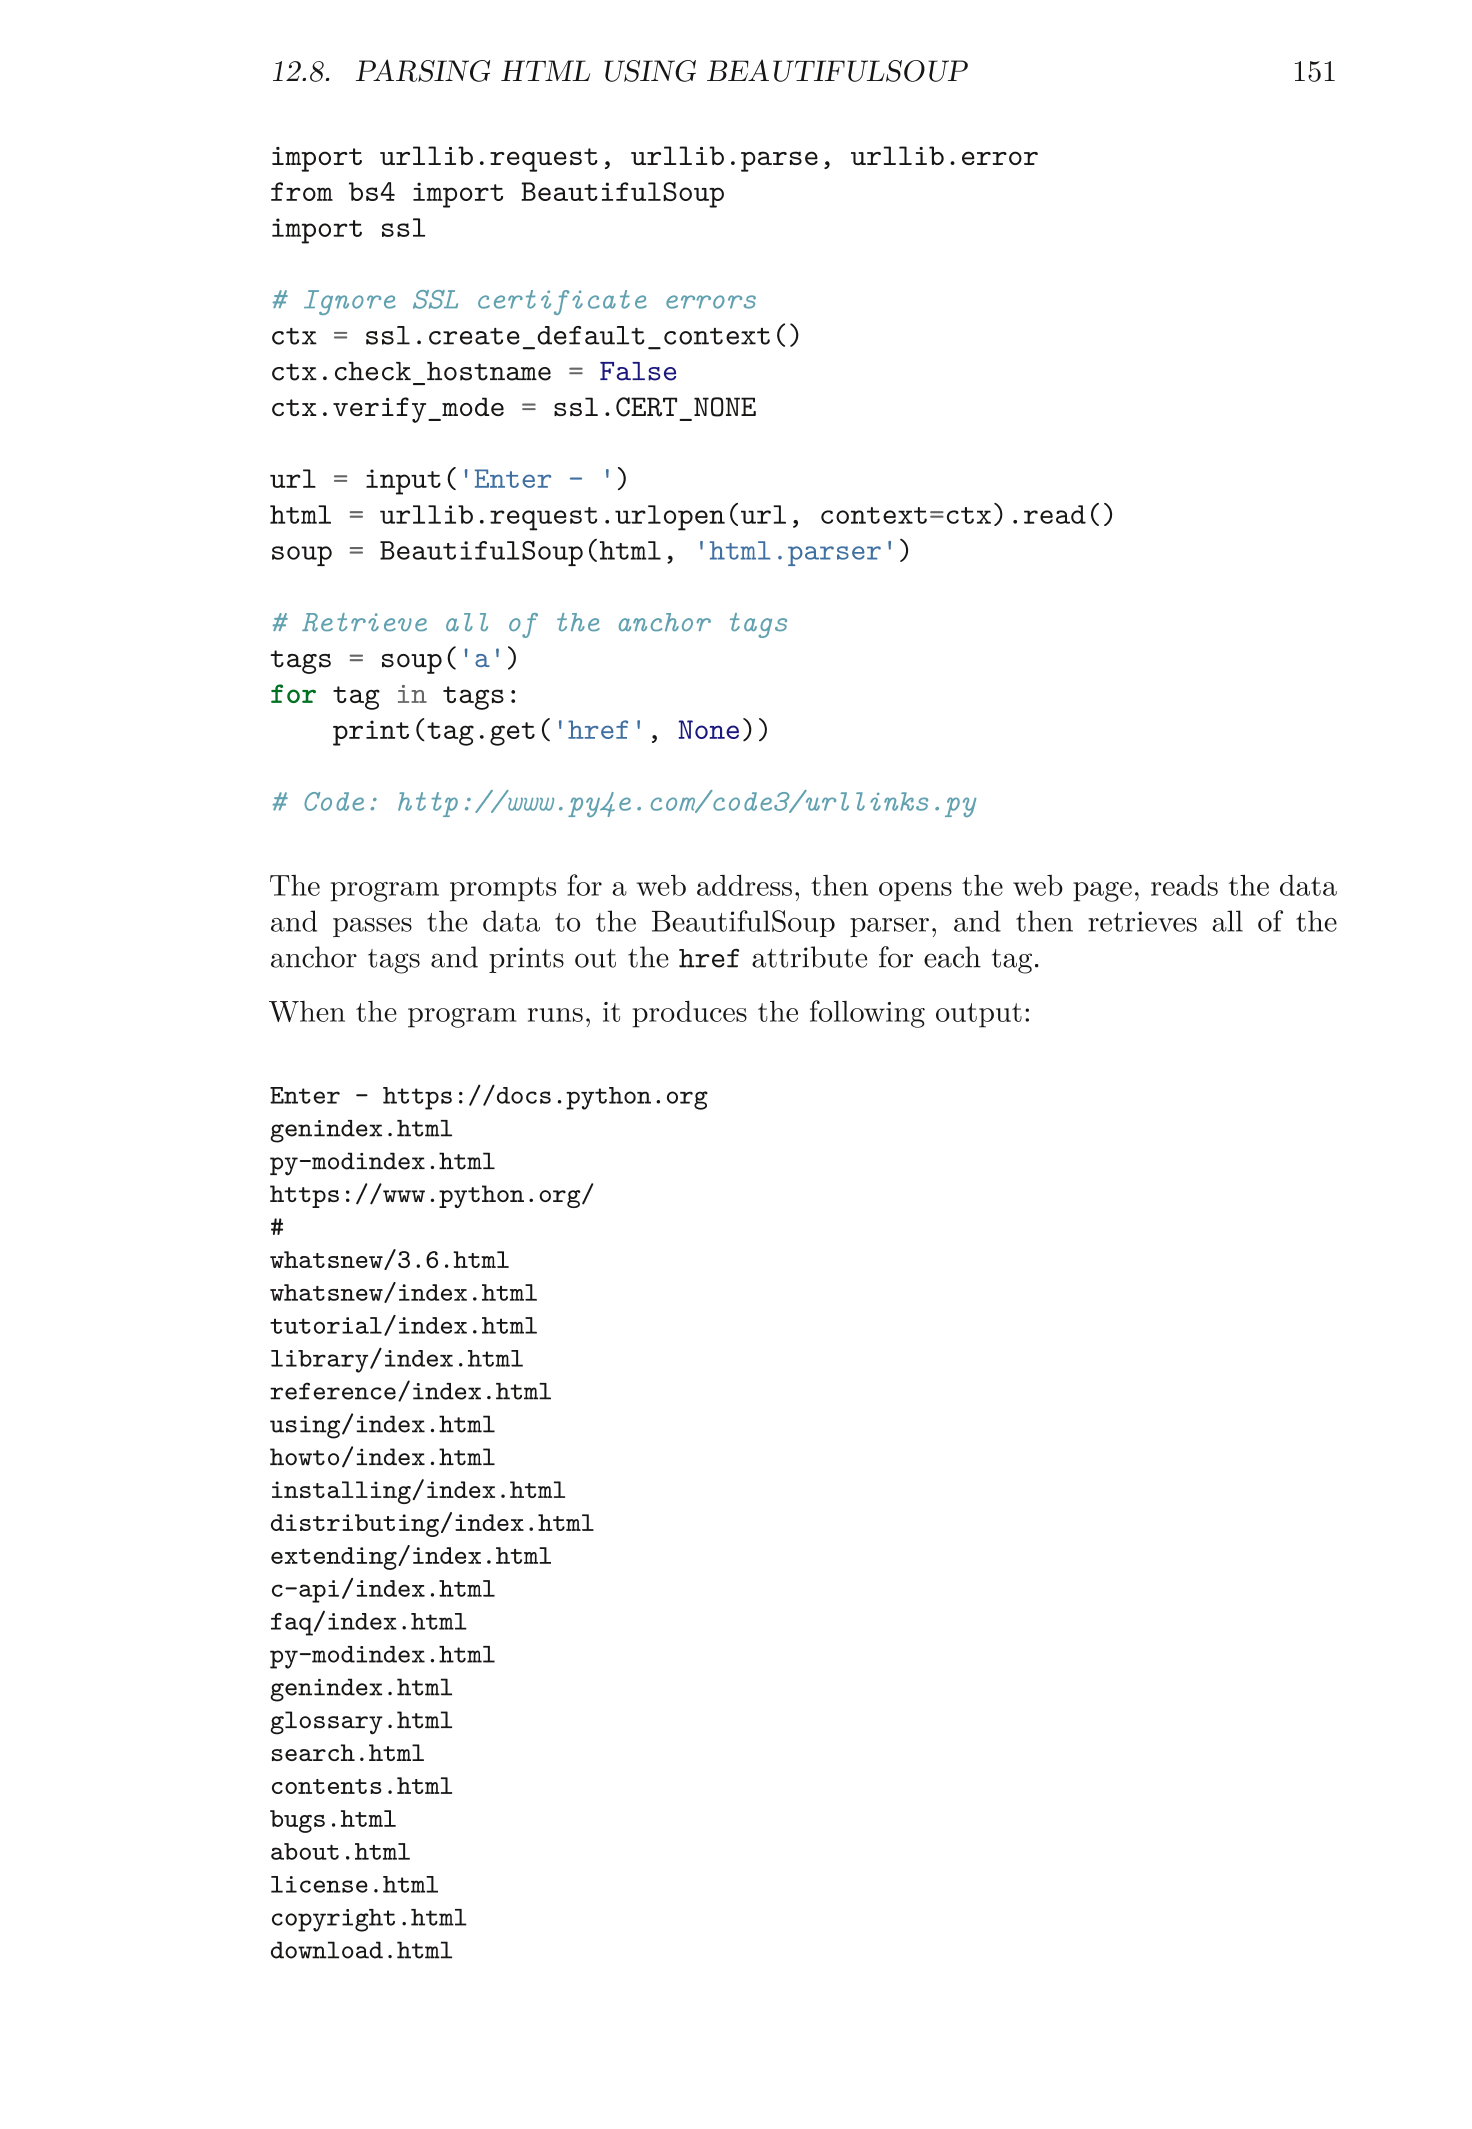 12.8. PARSING HTML USING BEAUTIFULSOUP 151
import urllib.request, urllib.parse, urllib.error
from bs4 import BeautifulSoup
import ssl
# Ignore SSL certificate errors
ctx = ssl.create_default_context()
ctx.check_hostname = False
ctx.verify_mode = ssl.CERT_NONE
url = input('Enter - ')
html = urllib.request.urlopen(url, context=ctx).read()
soup = BeautifulSoup(html, 'html.parser')
# Retrieve all of the anchor tags
tags = soup('a')
for tag in tags:
    print(tag.get('href', None))
# Code: http://www.py4e.com/code3/urllinks.py
The program prompts for a web address, then opens the web page, reads the data
and passes the data to the BeautifulSoup parser, and then retrieves all of the
anchor tags and prints out the href attribute for each tag.
When the program runs, it produces the following output:
Enter - https://docs.python.org
genindex.html
py-modindex.html
https://www.python.org/
#
whatsnew/3.6.html
whatsnew/index.html
tutorial/index.html
library/index.html
reference/index.html
using/index.html
howto/index.html
installing/index.html
distributing/index.html
extending/index.html
c-api/index.html
faq/index.html
py-modindex.html
genindex.html
glossary.html
search.html
contents.html
bugs.html
about.html
license.html
copyright.html
download.html